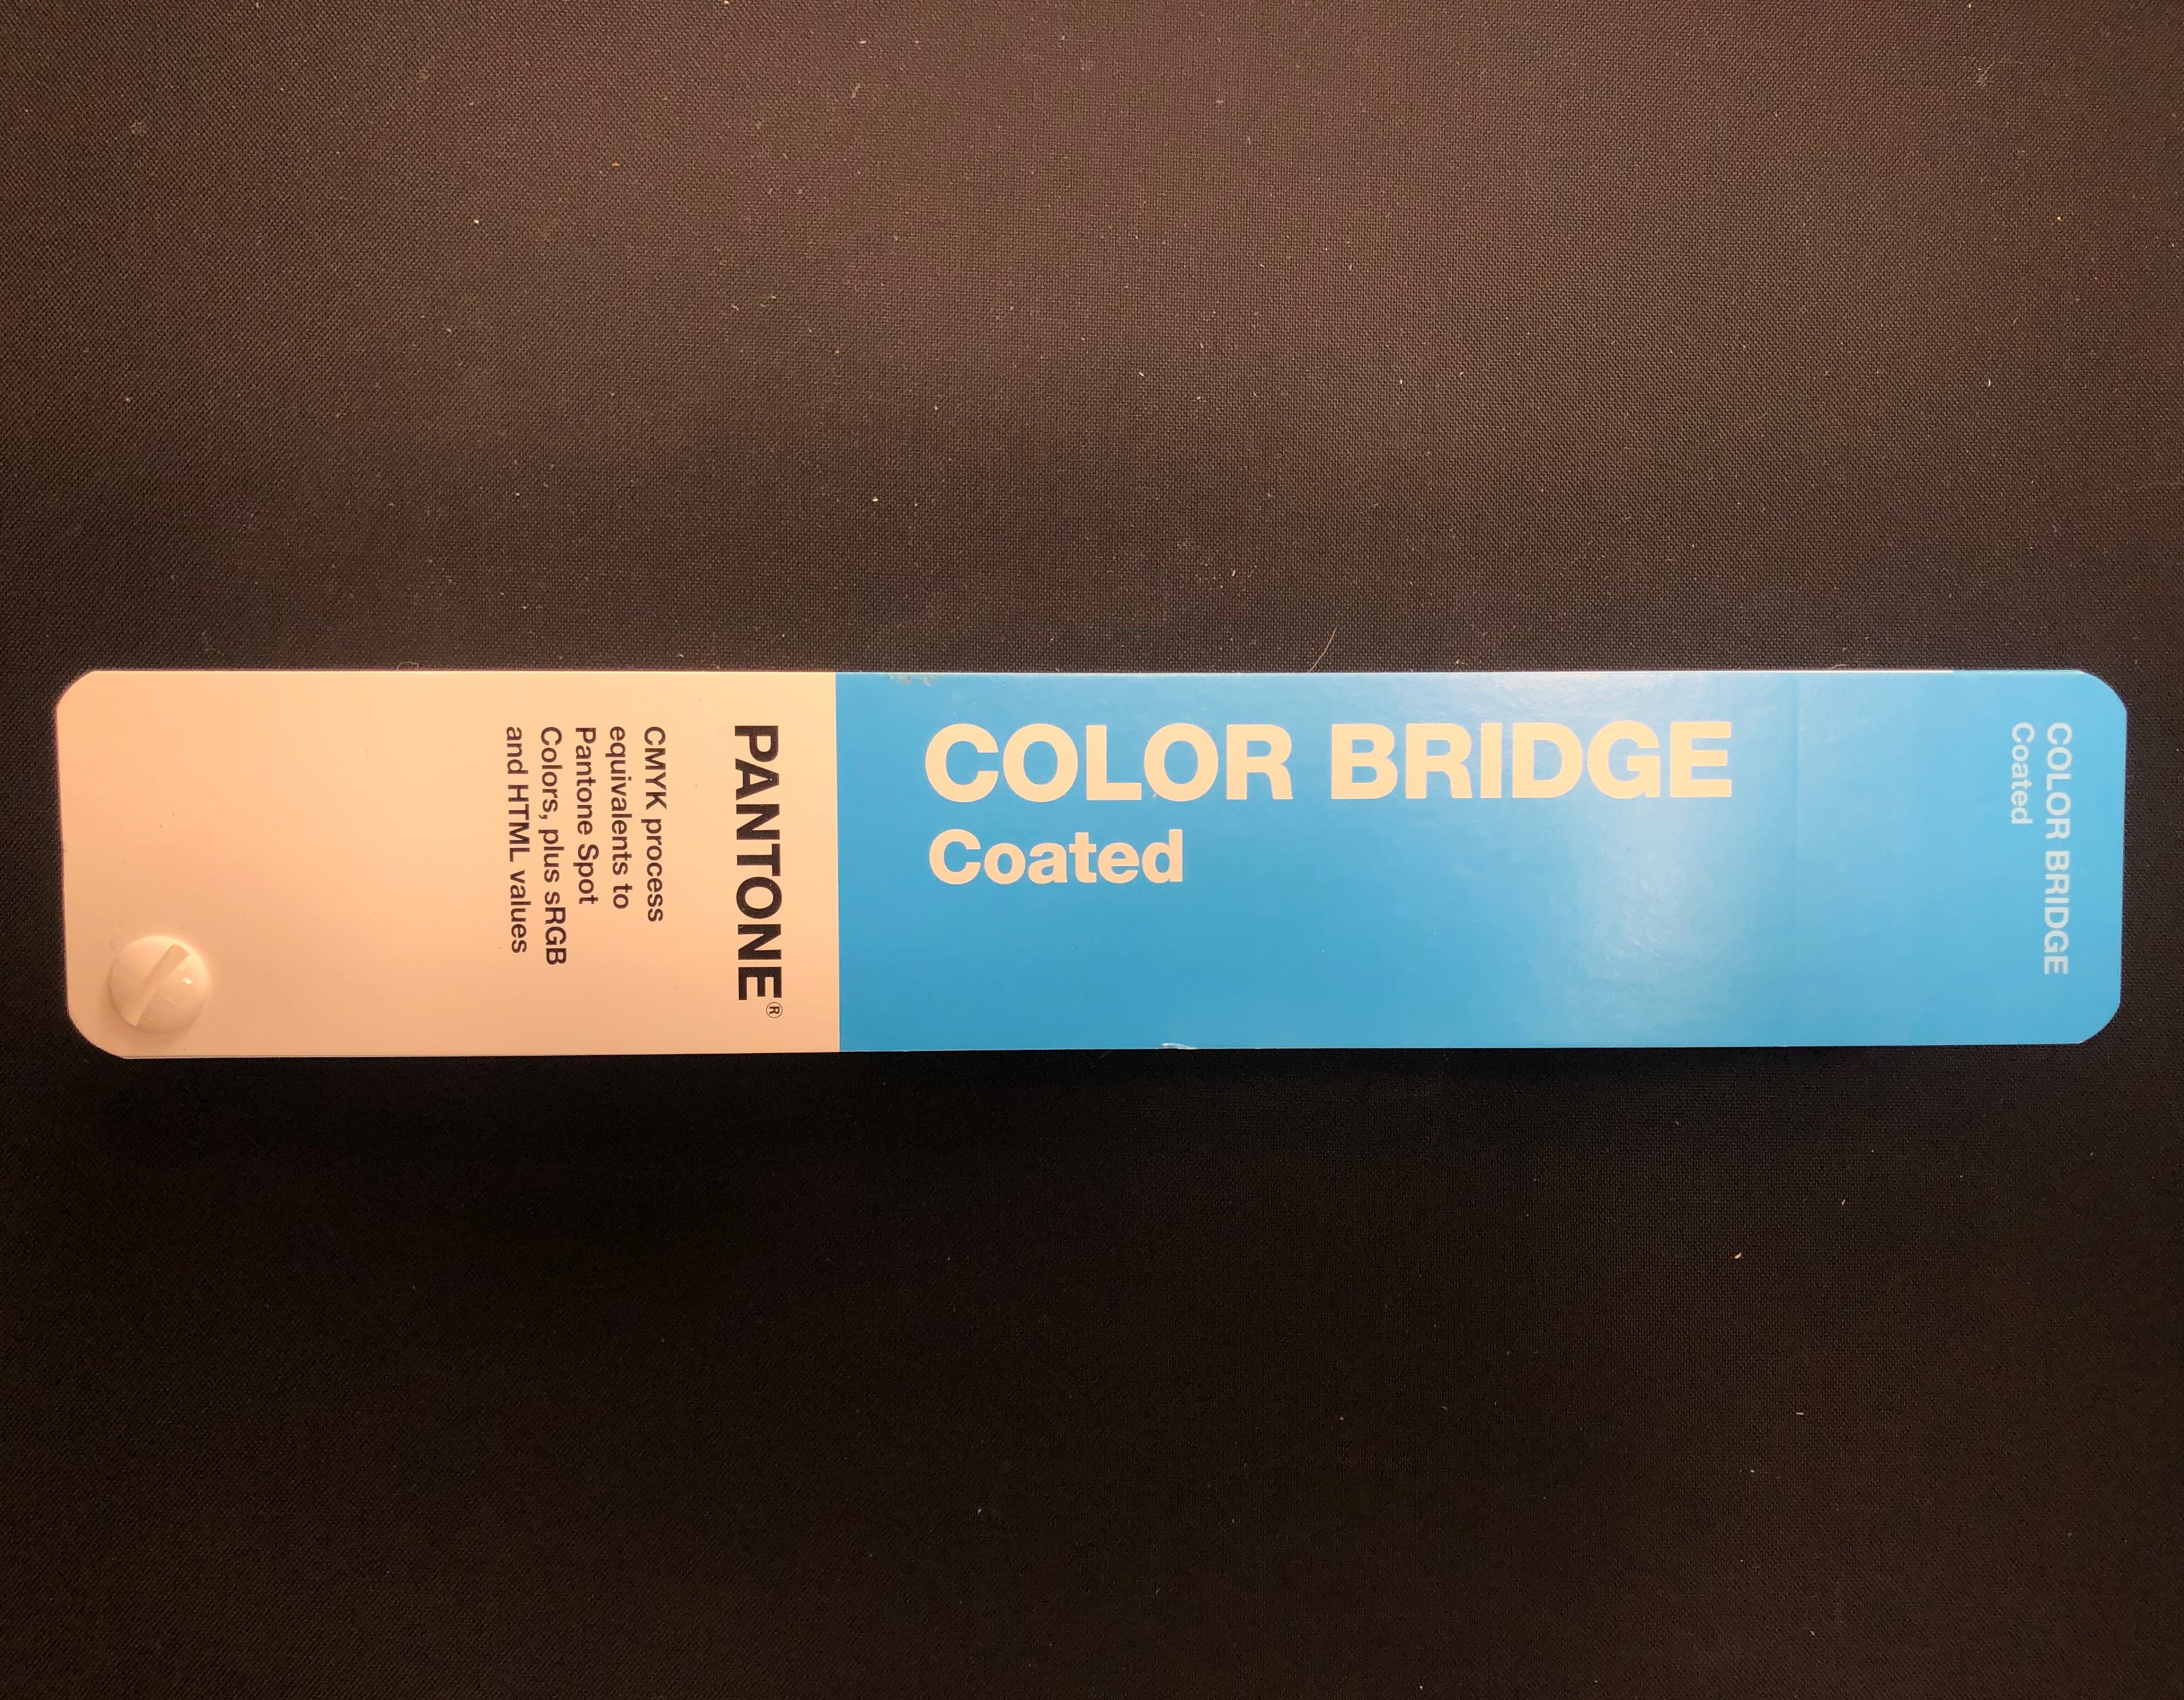 COLOR BRIDGE
Coated
PANTONE®
CMYK process
equivalents to
Pantone Spot
Colors, plus sRGB
and HTML values
COLOR BRIDGE
Coated